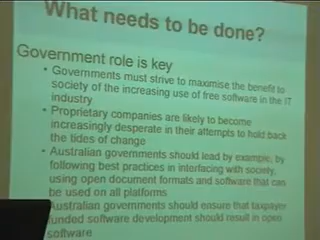 What needs to be done?
Government role is key
• Governments must strive to maximise the benefit to
society of the increasing use of free software in the IT
industry
• Proprietary companies are likely to become
increasingly desperate in their attempts to hold back
the tides of change
• Australian governments should lead by example, by
following best practices in interfacing with society,
using open document formats and software that can
be used on all platforms
Australian governments should ensure that taxpayer
funded software development should result in open
software